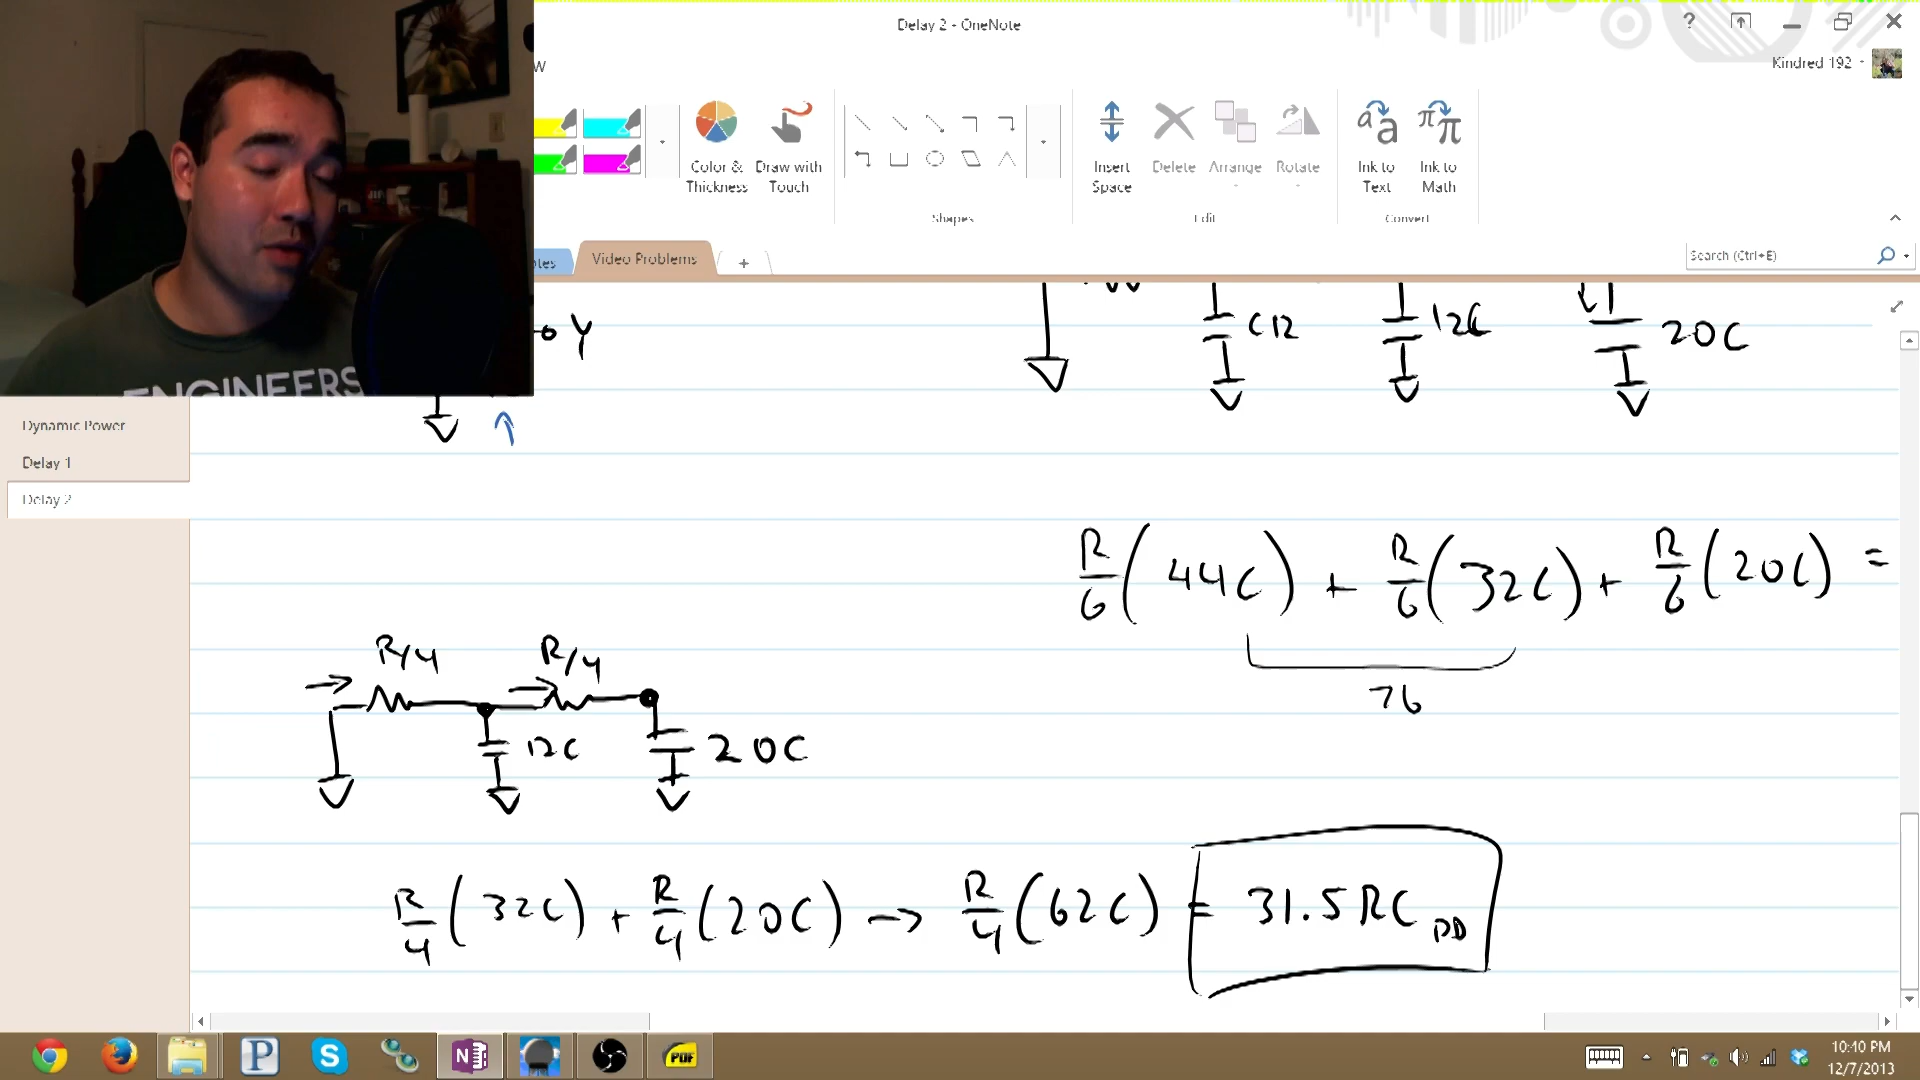 Delay 2 - OneNote
Kindred 192
W
Color & Thickness
Draw with Touch
Insert Space
Delete
Arrange
Rotate
Ink to Text
Ink to Math
Shapes
Edit
Convert
otes
Video Problems
+
Search (Ctrl+E)
ENGINEERS
Dynamic Power
Delay 1
Delay 2
Y
C12
12C
20C
R/6 (44C) + R/6 (32C) + R/6 (20C) =
76
R/4
R/4
12C
20C
R/4 (32C) + R/4 (20C) → R/4 (62C) = 31.5RC PD
PDF
10:40 PM
12/7/2013